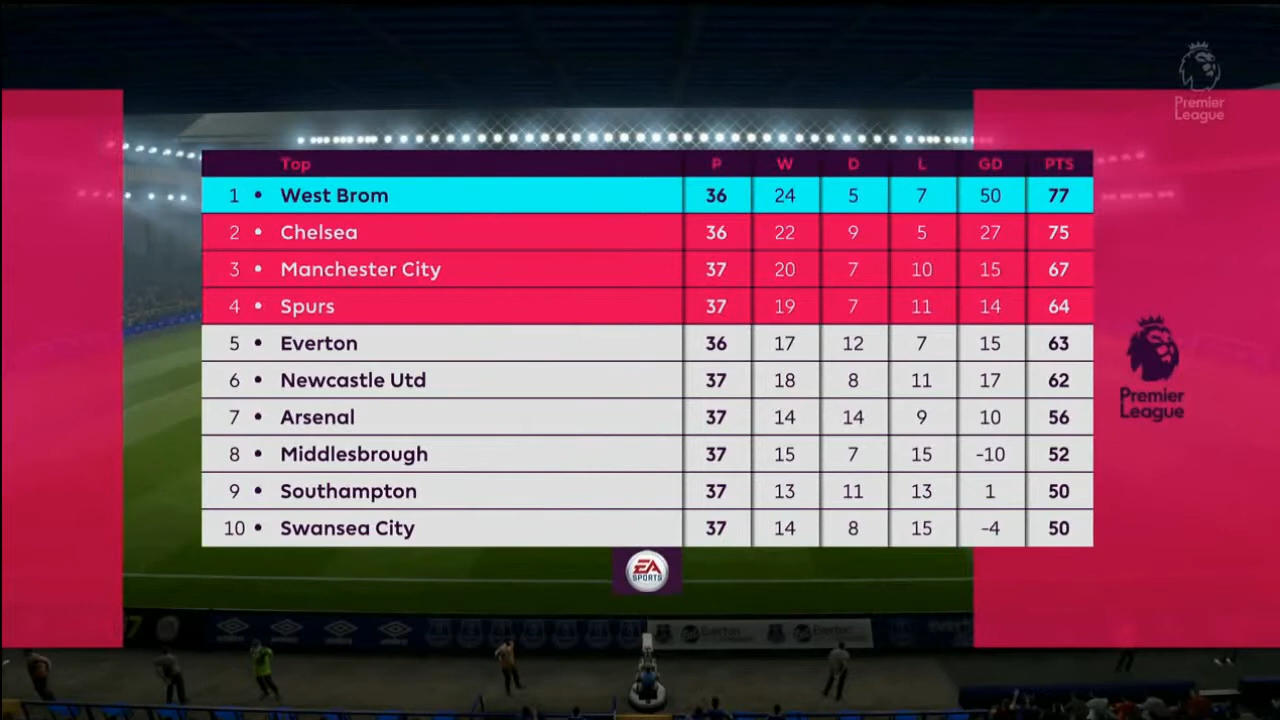 Premier
League
Top P W D L GD PTS
1 • West Brom 36 24 5 7 50 77
2 • Chelsea 36 22 9 5 27 75
3 • Manchester City 37 20 7 10 15 67
4 • Spurs 37 19 7 11 14 64
5 • Everton 36 17 12 7 15 63
6 • Newcastle Utd 37 18 8 11 17 62
7 • Arsenal 37 14 14 9 10 56
8 • Middlesbrough 37 15 7 15 -10 52
9 • Southampton 37 13 11 13 1 50
10 • Swansea City 37 14 8 15 -4 50
Premier
League
EA
SPORTS
Everton